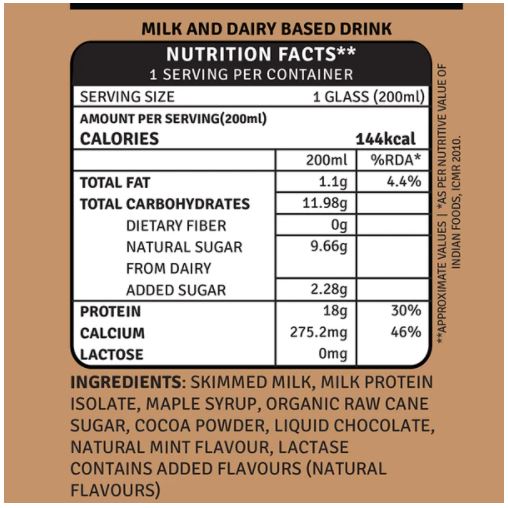 MILK AND DAIRY BASED DRINK
NUTRITION FACTS**
1 SERVING PER CONTAINER
SERVING SIZE 1 GLASS (200ml)
AMOUNT PER SERVING(200ml)
CALORIES 144kcal
200ml %RDA*
TOTAL FAT 1.1g 4.4%
TOTAL CARBOHYDRATES 11.98g
DIETARY FIBER 0g
NATURAL SUGAR 9.66g
FROM DAIRY
ADDED SUGAR 2.28g
PROTEIN 18g 30%
CALCIUM 275.2mg 46%
LACTOSE 0mg
**APPROXIMATE VALUES | *AS PER NUTRITIVE VALUE OF
INDIAN FOODS, ICMR 2010.
INGREDIENTS: SKIMMED MILK, MILK PROTEIN
ISOLATE, MAPLE SYRUP, ORGANIC RAW CANE
SUGAR, COCOA POWDER, LIQUID CHOCOLATE,
NATURAL MINT FLAVOUR, LACTASE
CONTAINS ADDED FLAVOURS (NATURAL
FLAVOURS)